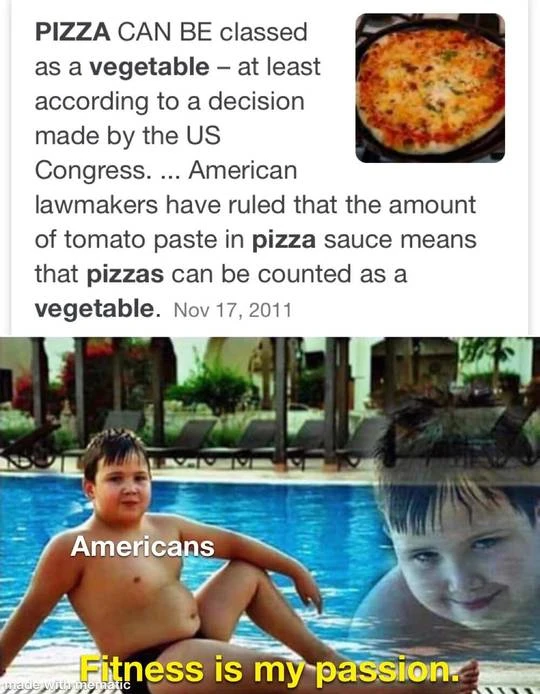 PIZZA CAN BE classed
as a vegetable – at least
according to a decision
made by the US
Congress. ... American
lawmakers have ruled that the amount
of tomato paste in pizza sauce means
that pizzas can be counted as a
vegetable. Nov 17, 2011
Americans
Fitness is my passion.
made with mematic